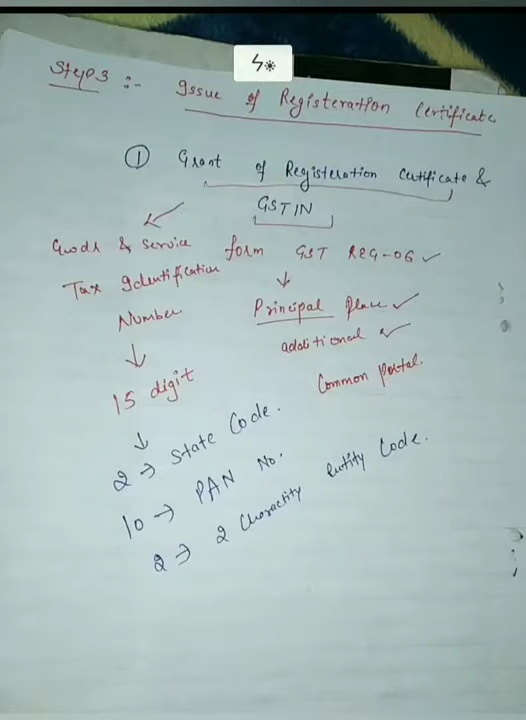 Step 3 :- Issue of Registeration Certificate
① Grant of Registeration Certificate &
GSTIN
Goods & Service
Tax Identification
Number
15 digit
2 → State Code.
10 → PAN No.
2 → 2 Charactity entity Code.
form GST REG-06 ✓
Principal place ✓
additional ✓
Common portal.